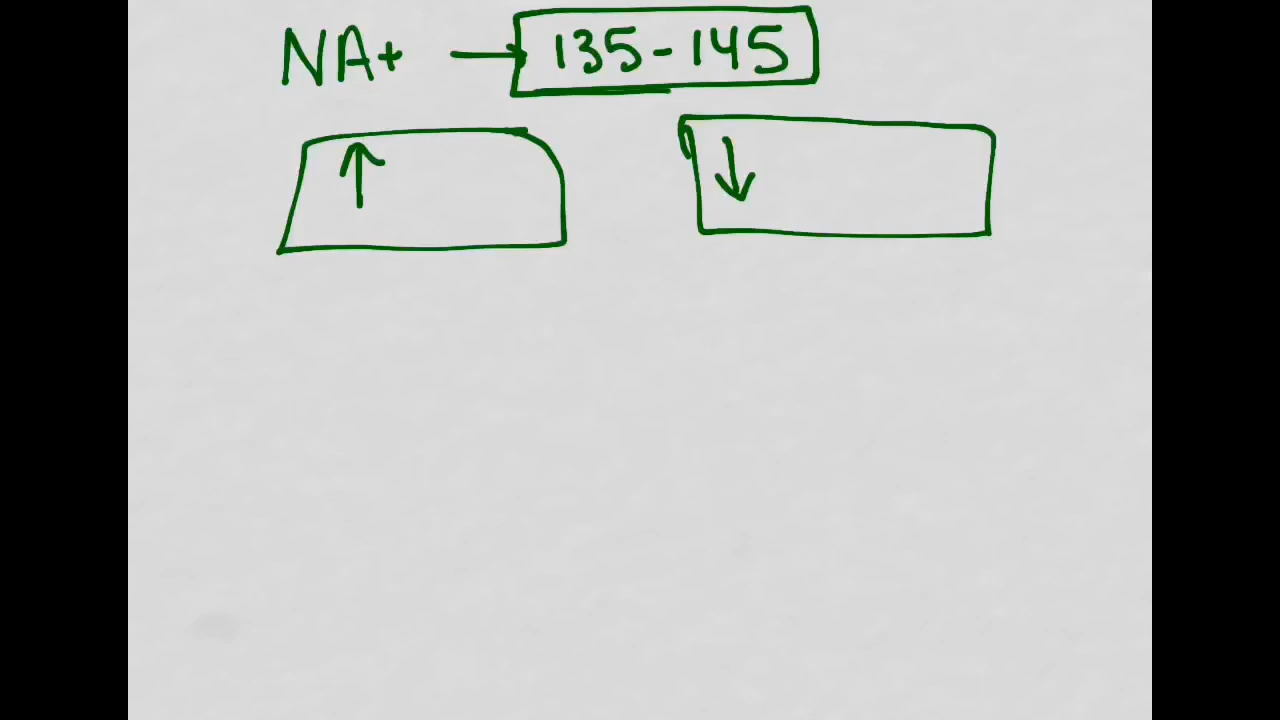 NA+ → 135-145
↑ ↓